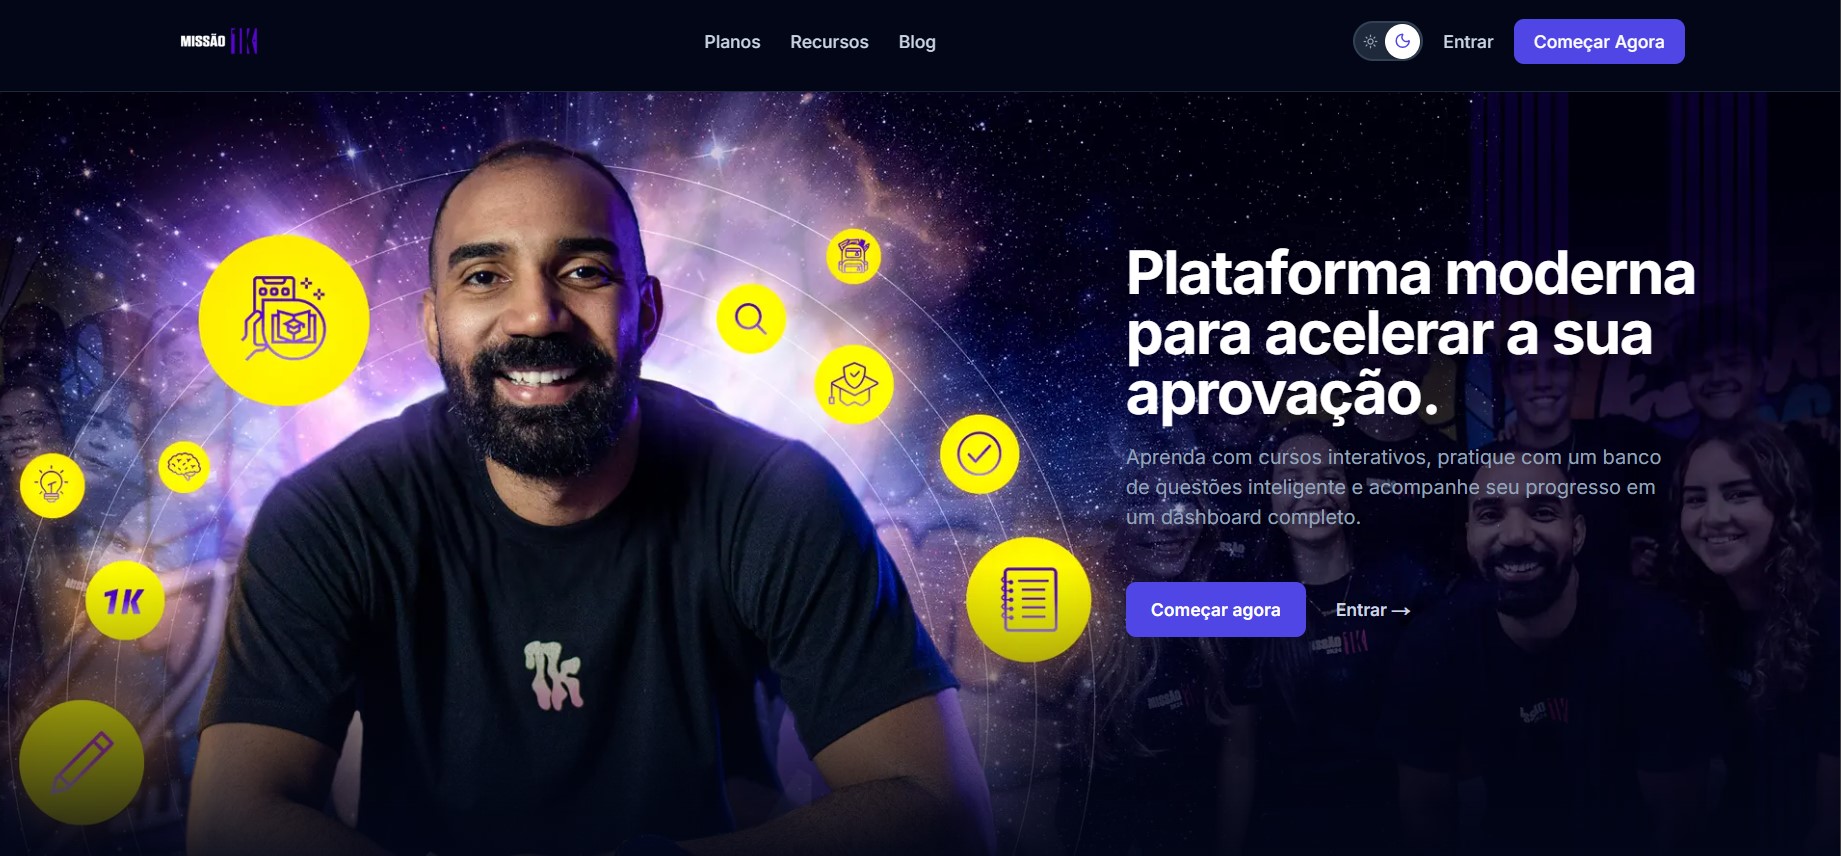 MISSÃO 1K
Planos
Recursos
Blog
Entrar
Começar Agora
Plataforma moderna
para acelerar a sua
aprovação.
Aprenda com cursos interativos, pratique com um banco
de questões inteligente e acompanhe seu progresso em
um dashboard completo.
Começar agora
Entrar →
1K
1k